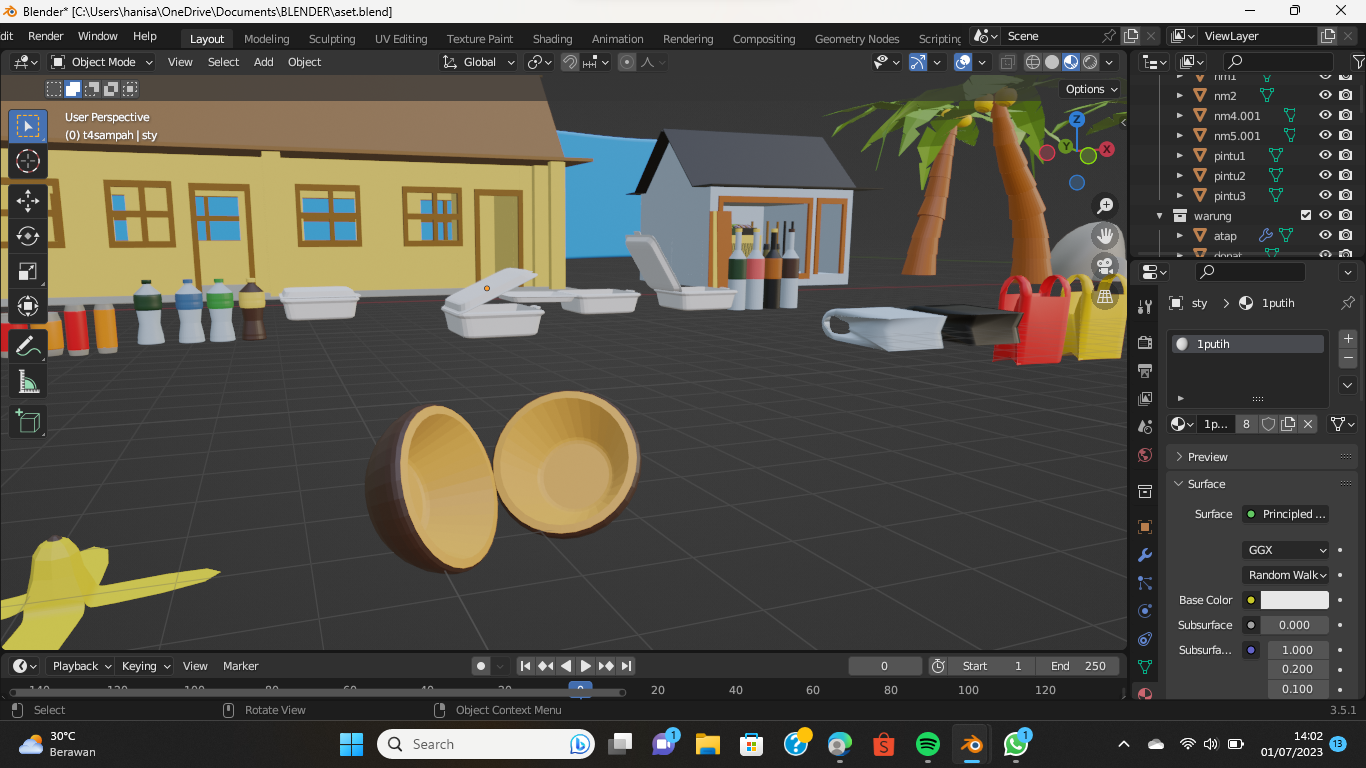 Blender* [C:\Users\hanisa\OneDrive\Documents\BLENDER\aset.blend]
dit Render Window Help Layout Modeling Sculpting UV Editing Texture Paint Shading Animation Rendering Compositing Geometry Nodes Scripting Scene ViewLayer
Object Mode View Select Add Object Global
Options
User Perspective
(0) t4sampah | sty
Z
Y
X
nm1
nm2
nm4.001
nm5.001
pintu1
pintu2
pintu3
warung
atap
donat
sty 1putih
1putih
1p... 8
Preview
Surface
Surface Principled ...
GGX
Random Walk
Base Color
Subsurface 0.000
Subsurfa... 1.000
0.200
0.100
Playback Keying View Marker 0 Start 1 End 250
-140 -120 -100 -80 -60 -40 -20 0 20 40 60 80 100 120
Select Rotate View Object Context Menu 3.5.1
30°C
Berawan
Search
1
1
14:02
01/07/2023
13